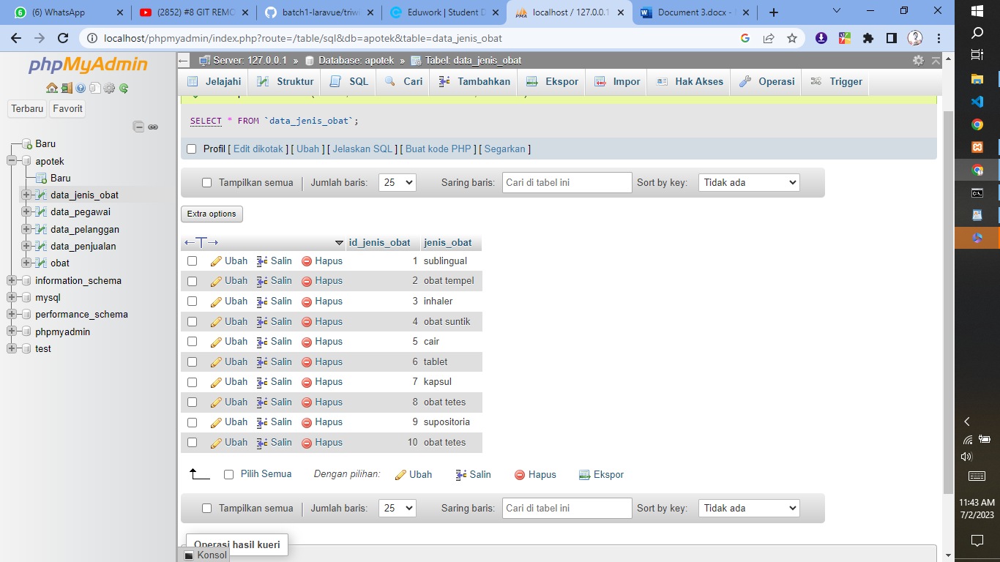 (6) WhatsApp
(2852) #8 GIT REMO
batch1-laravue/triwi
Eduwork | Student D
localhost / 127.0.0.1
Document 3.docx -
localhost/phpmyadmin/index.php?route=/table/sql&db=apotek&table=data_jenis_obat
phpMyAdmin
Server: 127.0.0.1 » Database: apotek » Tabel: data_jenis_obat
Jelajahi Struktur SQL Cari Tambahkan Ekspor Impor Hak Akses Operasi Trigger
Terbaru Favorit
Baru
apotek
Baru
data_jenis_obat
data_pegawai
data_pelanggan
data_penjualan
obat
information_schema
mysql
performance_schema
phpmyadmin
test
SELECT * FROM `data_jenis_obat`;
Profil [ Edit dikotak ] [ Ubah ] [ Jelaskan SQL ] [ Buat kode PHP ] [ Segarkan ]
Tampilkan semua Jumlah baris: 25 Saring baris: Cari di tabel ini Sort by key: Tidak ada
Extra options
id_jenis_obat jenis_obat
Ubah Salin Hapus 1 sublingual
Ubah Salin Hapus 2 obat tempel
Ubah Salin Hapus 3 inhaler
Ubah Salin Hapus 4 obat suntik
Ubah Salin Hapus 5 cair
Ubah Salin Hapus 6 tablet
Ubah Salin Hapus 7 kapsul
Ubah Salin Hapus 8 obat tetes
Ubah Salin Hapus 9 supositoria
Ubah Salin Hapus 10 obat tetes
Pilih Semua Dengan pilihan: Ubah Salin Hapus Ekspor
Tampilkan semua Jumlah baris: 25 Saring baris: Cari di tabel ini Sort by key: Tidak ada
Operasi hasil kueri
Konsol
11:43 AM
7/2/2023